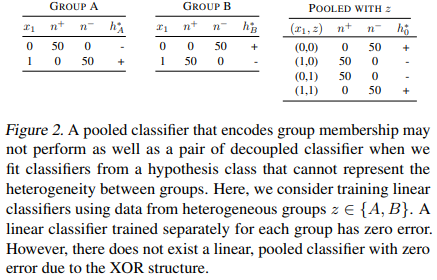 GROUP A GROUP B POOLED WITH z
x₁ n⁺ n⁻ h*_A x₁ n⁺ n⁻ h*_B (x₁, z) n⁺ n⁻ h*₀
0 50 0 - 0 0 50 + (0,0) 0 50 +
1 0 50 + 1 50 0 - (1,0) 50 0 -
(0,1) 50 0 -
(1,1) 0 50 +
Figure 2. A pooled classifier that encodes group membership may
not perform as well as a pair of decoupled classifier when we
fit classifiers from a hypothesis class that cannot represent the
heterogeneity between groups. Here, we consider training linear
classifiers using data from heterogeneous groups z ∈ {A, B}. A
linear classifier trained separately for each group has zero error.
However, there does not exist a linear, pooled classifier with zero
error due to the XOR structure.